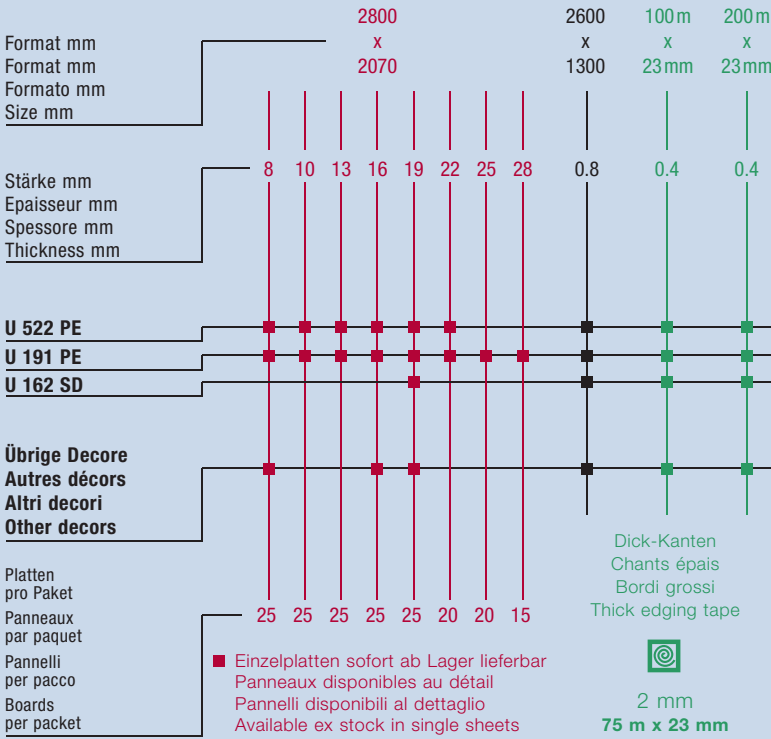 2800 2600 100 m 200 m
Format mm x x x x
Format mm 2070 1300 23 mm 23 mm
Formato mm
Size mm
8 10 13 16 19 22 25 28 0.8 0.4 0.4
Stärke mm
Epaisseur mm
Spessore mm
Thickness mm
U 522 PE
U 191 PE
U 162 SD
Übrige Decore
Autres décors
Altri decori
Other decors
Platten
pro Paket
Panneaux
par paquet
Pannelli
per pacco
Boards
per packet
25 25 25 25 25 20 20 15
Einzelplatten sofort ab Lager lieferbar
Panneaux disponibles au détail
Pannelli disponibili al dettaglio
Available ex stock in single sheets
Dick-Kanten
Chants épais
Bordi grossi
Thick edging tape
2 mm
75 m x 23 mm